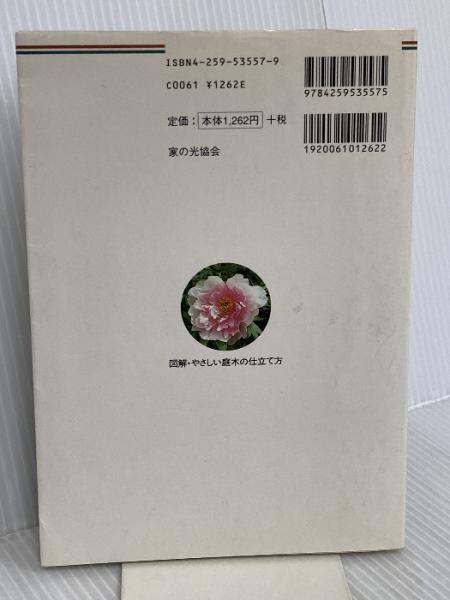 ISBN4-259-53557-9
C0061 ¥1262E
定価：本体1,262円＋税
家の光協会
9784259535575
1920061012622
図解・やさしい庭木の仕立て方